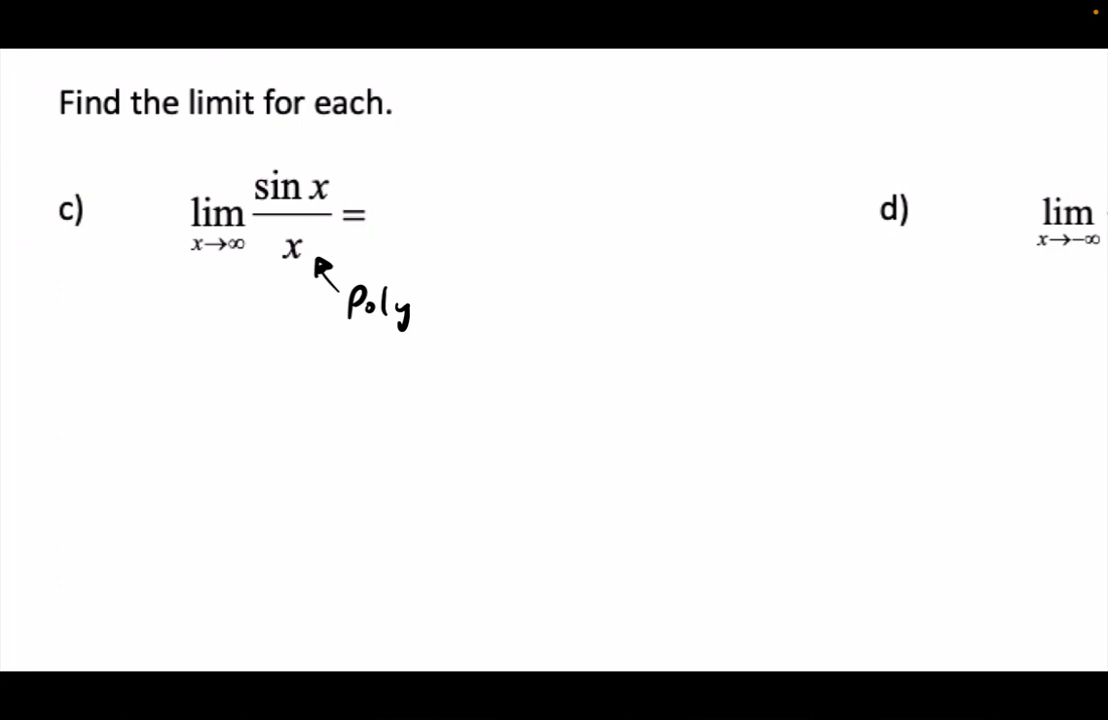 Find the limit for each.
c) lim x→∞ sin x / x =
d) lim x→-∞
Poly